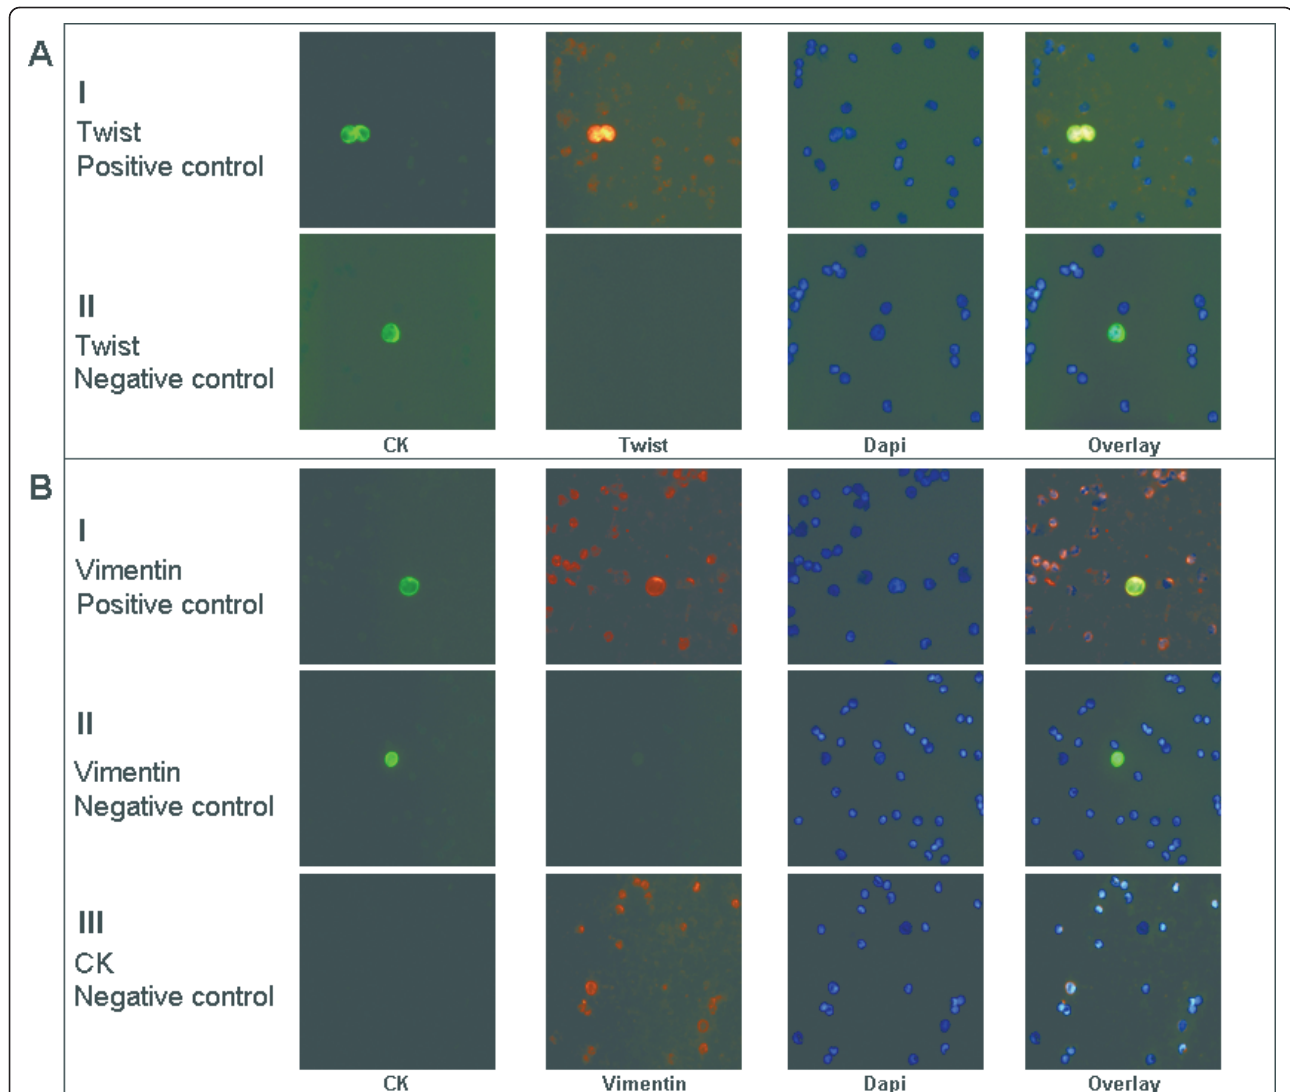 A
I
Twist
Positive control
II
Twist
Negative control
CK Twist Dapi Overlay
B
I
Vimentin
Positive control
II
Vimentin
Negative control
III
CK
Negative control
CK Vimentin Dapi Overlay